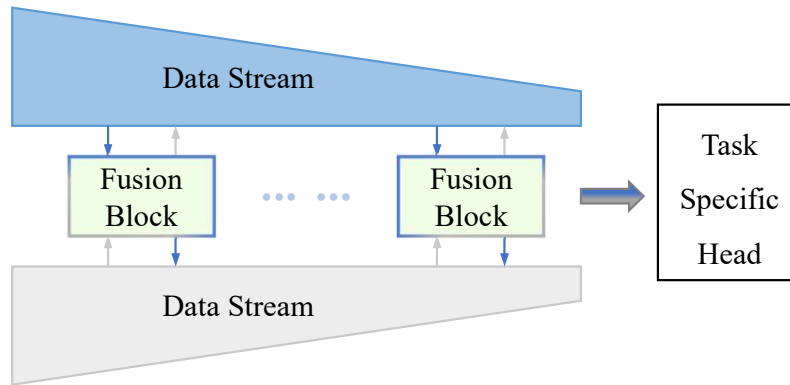 Data Stream
Fusion
Block
... ...
Fusion
Block
Data Stream
Task
Specific
Head